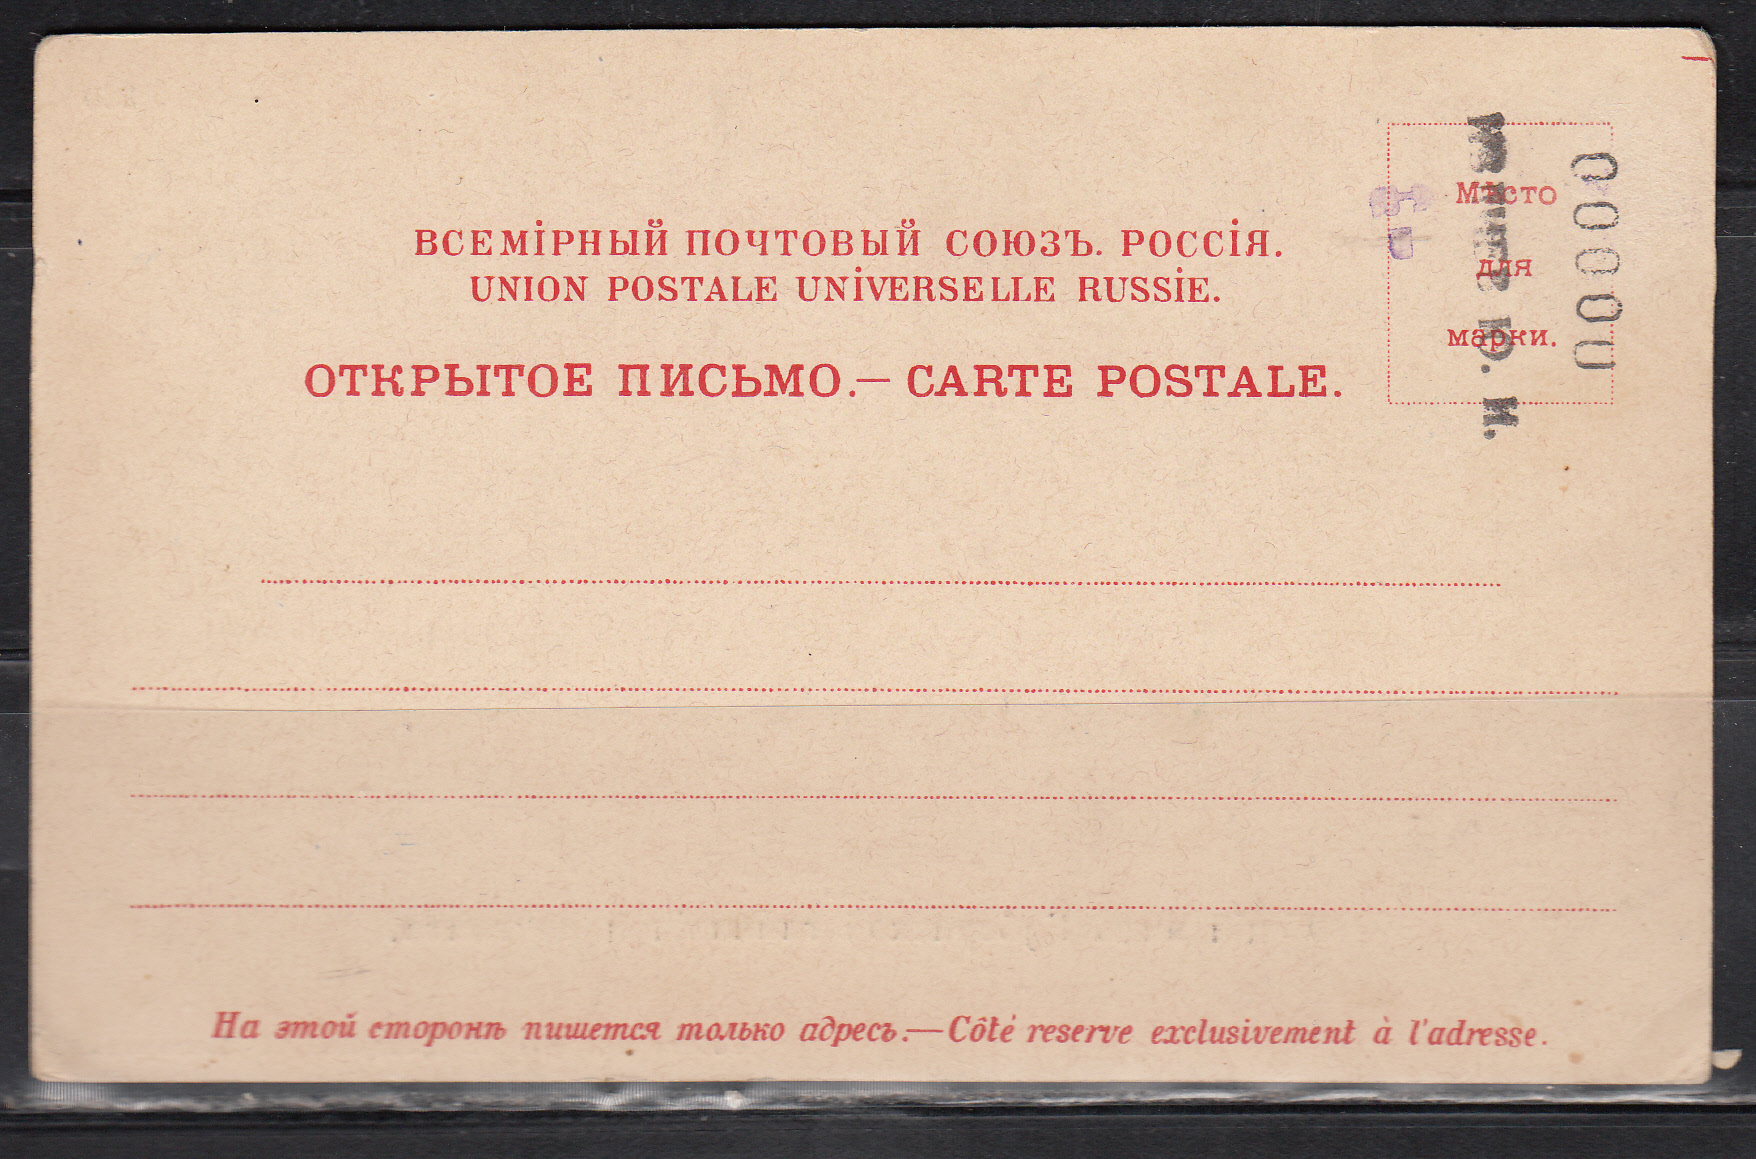 ВСЕМІРНЫЙ ПОЧТОВЫЙ СОЮЗЪ. РОССІЯ.
UNION POSTALE UNIVERSELLE RUSSIE.
ОТКРЫТОЕ ПИСЬМО.— CARTE POSTALE.
Мѣсто
для
марки.
Ю. И.
0000
На этой сторонѣ пишется только адресъ.—Côté reserve exclusivement à l'adresse.